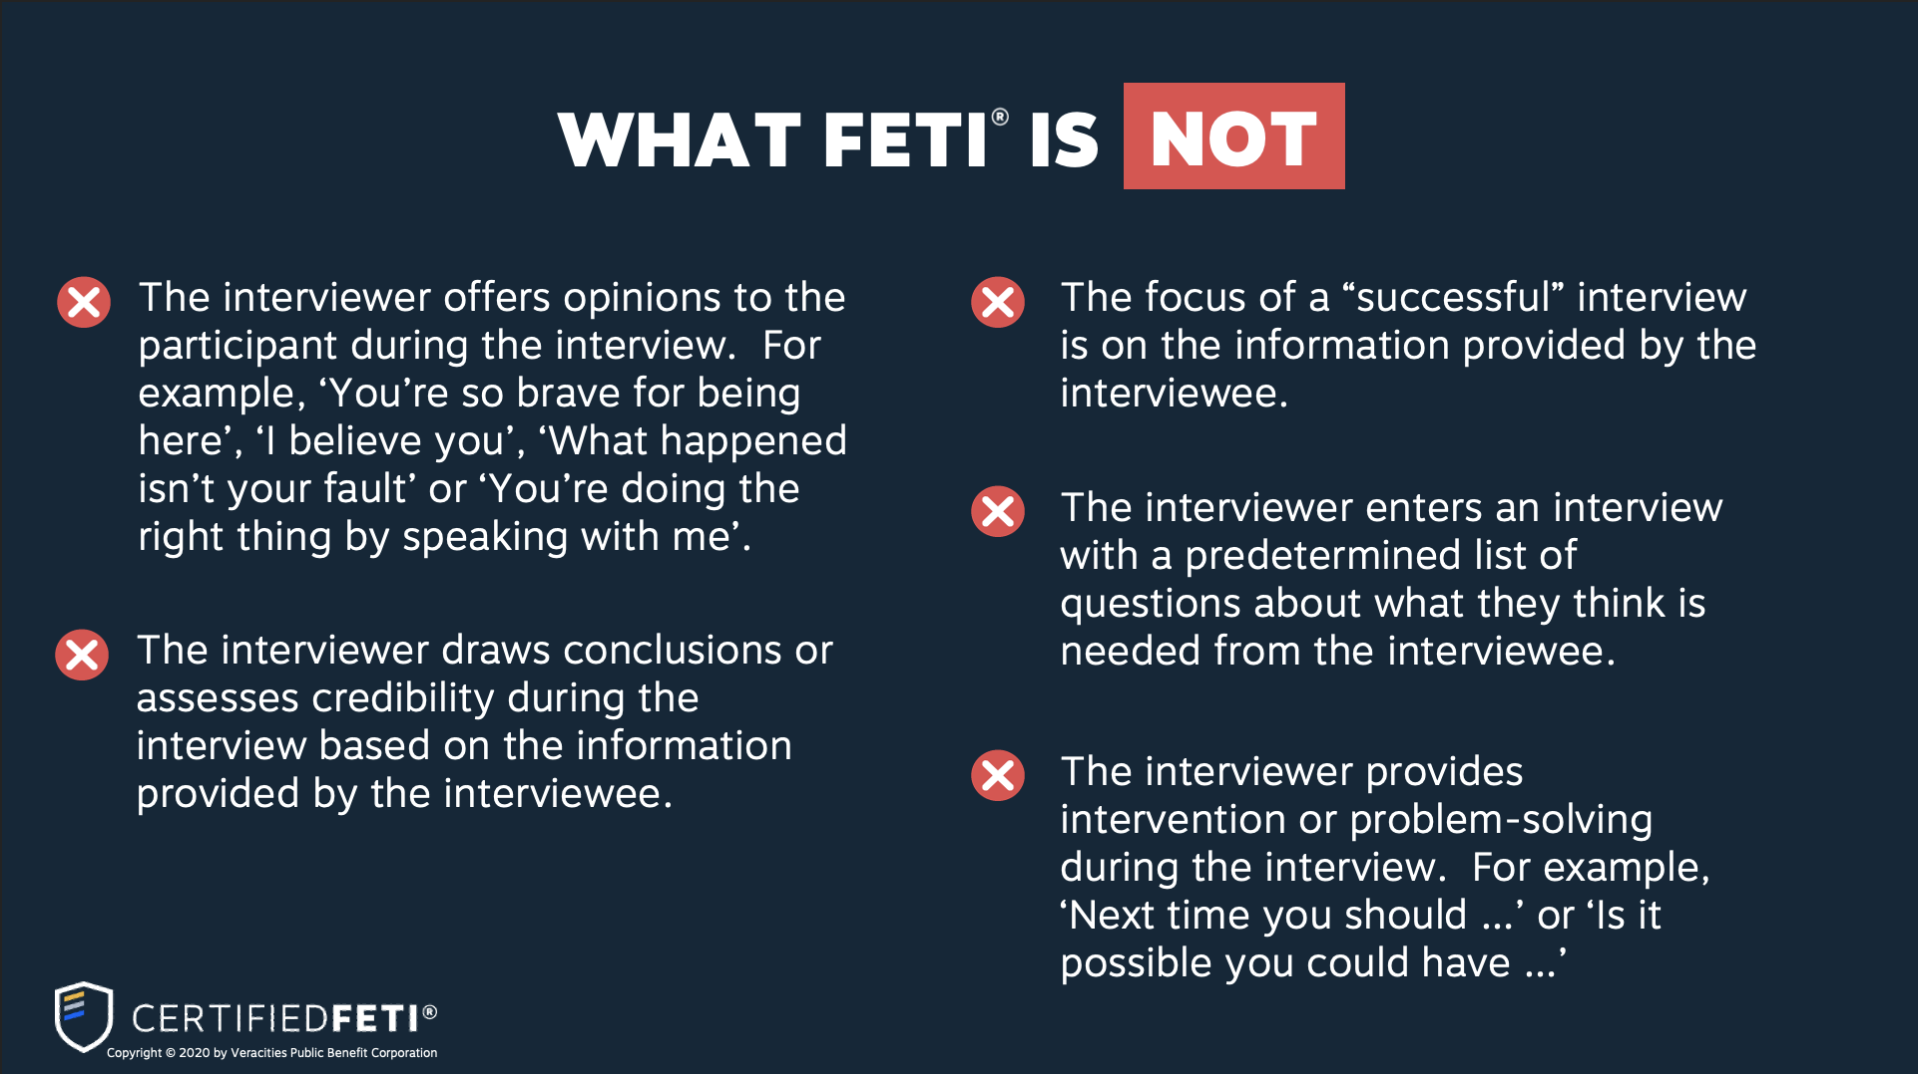 WHAT FETI® IS NOT
The interviewer offers opinions to the
participant during the interview.  For
example, ‘You’re so brave for being
here’, ‘I believe you’, ‘What happened
isn’t your fault’ or ‘You’re doing the
right thing by speaking with me’.
The interviewer draws conclusions or
assesses credibility during the
interview based on the information
provided by the interviewee.
The focus of a “successful” interview
is on the information provided by the
interviewee.
The interviewer enters an interview
with a predetermined list of
questions about what they think is
needed from the interviewee.
The interviewer provides
intervention or problem-solving
during the interview.  For example,
‘Next time you should ...’ or ‘Is it
possible you could have ...’
CERTIFIEDFETI®
Copyright © 2020 by Veracities Public Benefit Corporation